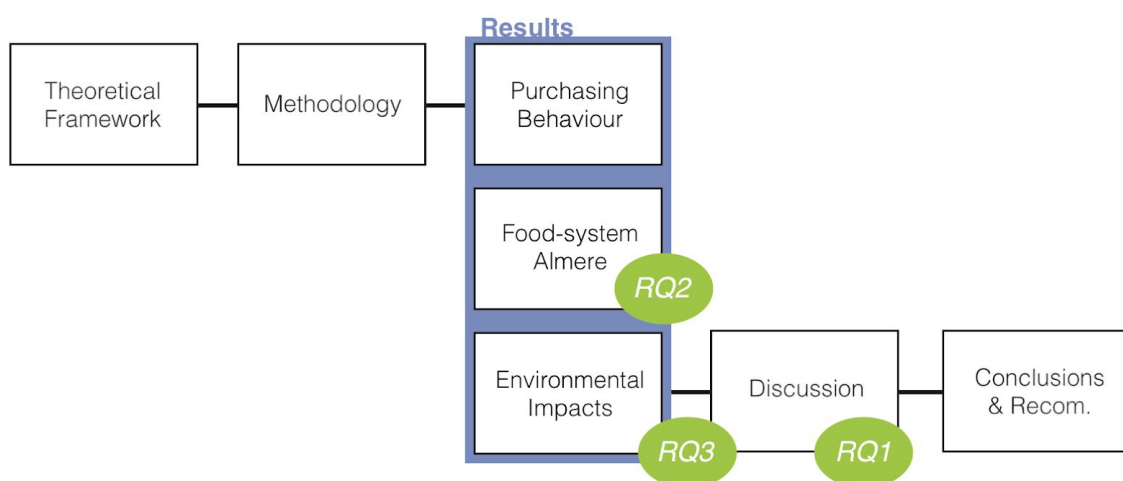 Results
Theoretical
Framework
Methodology
Purchasing
Behaviour
Food-system
Almere
RQ2
Environmental
Impacts
RQ3
Discussion
RQ1
Conclusions
& Recom.